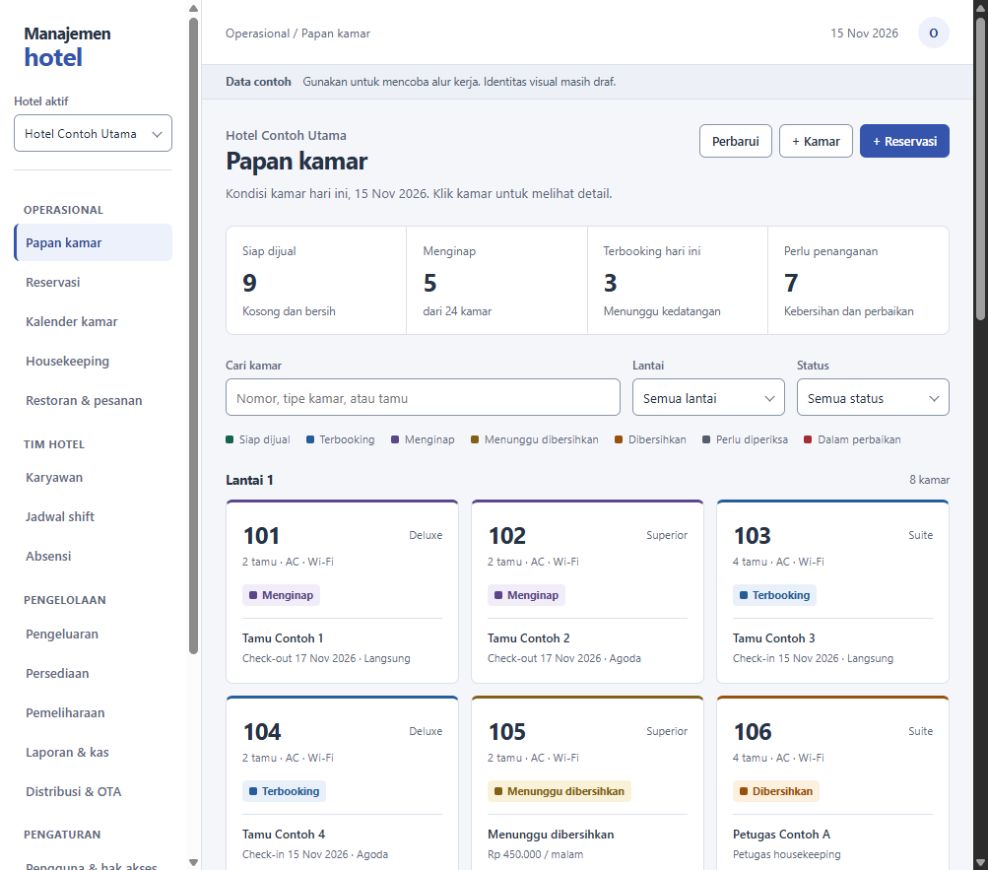 Manajemen
hotel
Hotel aktif
Hotel Contoh Utama
OPERASIONAL
Papan kamar
Reservasi
Kalender kamar
Housekeeping
Restoran & pesanan
TIM HOTEL
Karyawan
Jadwal shift
Absensi
PENGELOLAAN
Pengeluaran
Persediaan
Pemeliharaan
Laporan & kas
Distribusi & OTA
PENGATURAN
Pengguna & hak akses
Operasional / Papan kamar
15 Nov 2026
O
Data contoh Gunakan untuk mencoba alur kerja. Identitas visual masih draf.
Hotel Contoh Utama
Papan kamar
Kondisi kamar hari ini, 15 Nov 2026. Klik kamar untuk melihat detail.
Perbarui
+ Kamar
+ Reservasi
Siap dijual
9
Kosong dan bersih
Menginap
5
dari 24 kamar
Terbooking hari ini
3
Menunggu kedatangan
Perlu penanganan
7
Kebersihan dan perbaikan
Cari kamar
Nomor, tipe kamar, atau tamu
Lantai
Semua lantai
Status
Semua status
Siap dijual Terbooking Menginap Menunggu dibersihkan Dibersihkan Perlu diperiksa Dalam perbaikan
Lantai 1
8 kamar
101 Deluxe
2 tamu · AC · Wi-Fi
Menginap
Tamu Contoh 1
Check-out 17 Nov 2026 · Langsung
102 Superior
2 tamu · AC · Wi-Fi
Menginap
Tamu Contoh 2
Check-out 17 Nov 2026 · Agoda
103 Suite
4 tamu · AC · Wi-Fi
Terbooking
Tamu Contoh 3
Check-in 15 Nov 2026 · Langsung
104 Deluxe
2 tamu · AC · Wi-Fi
Terbooking
Tamu Contoh 4
Check-in 15 Nov 2026 · Agoda
105 Superior
2 tamu · AC · Wi-Fi
Menunggu dibersihkan
Menunggu dibersihkan
Rp 450.000 / malam
106 Suite
4 tamu · AC · Wi-Fi
Dibersihkan
Petugas Contoh A
Petugas housekeeping